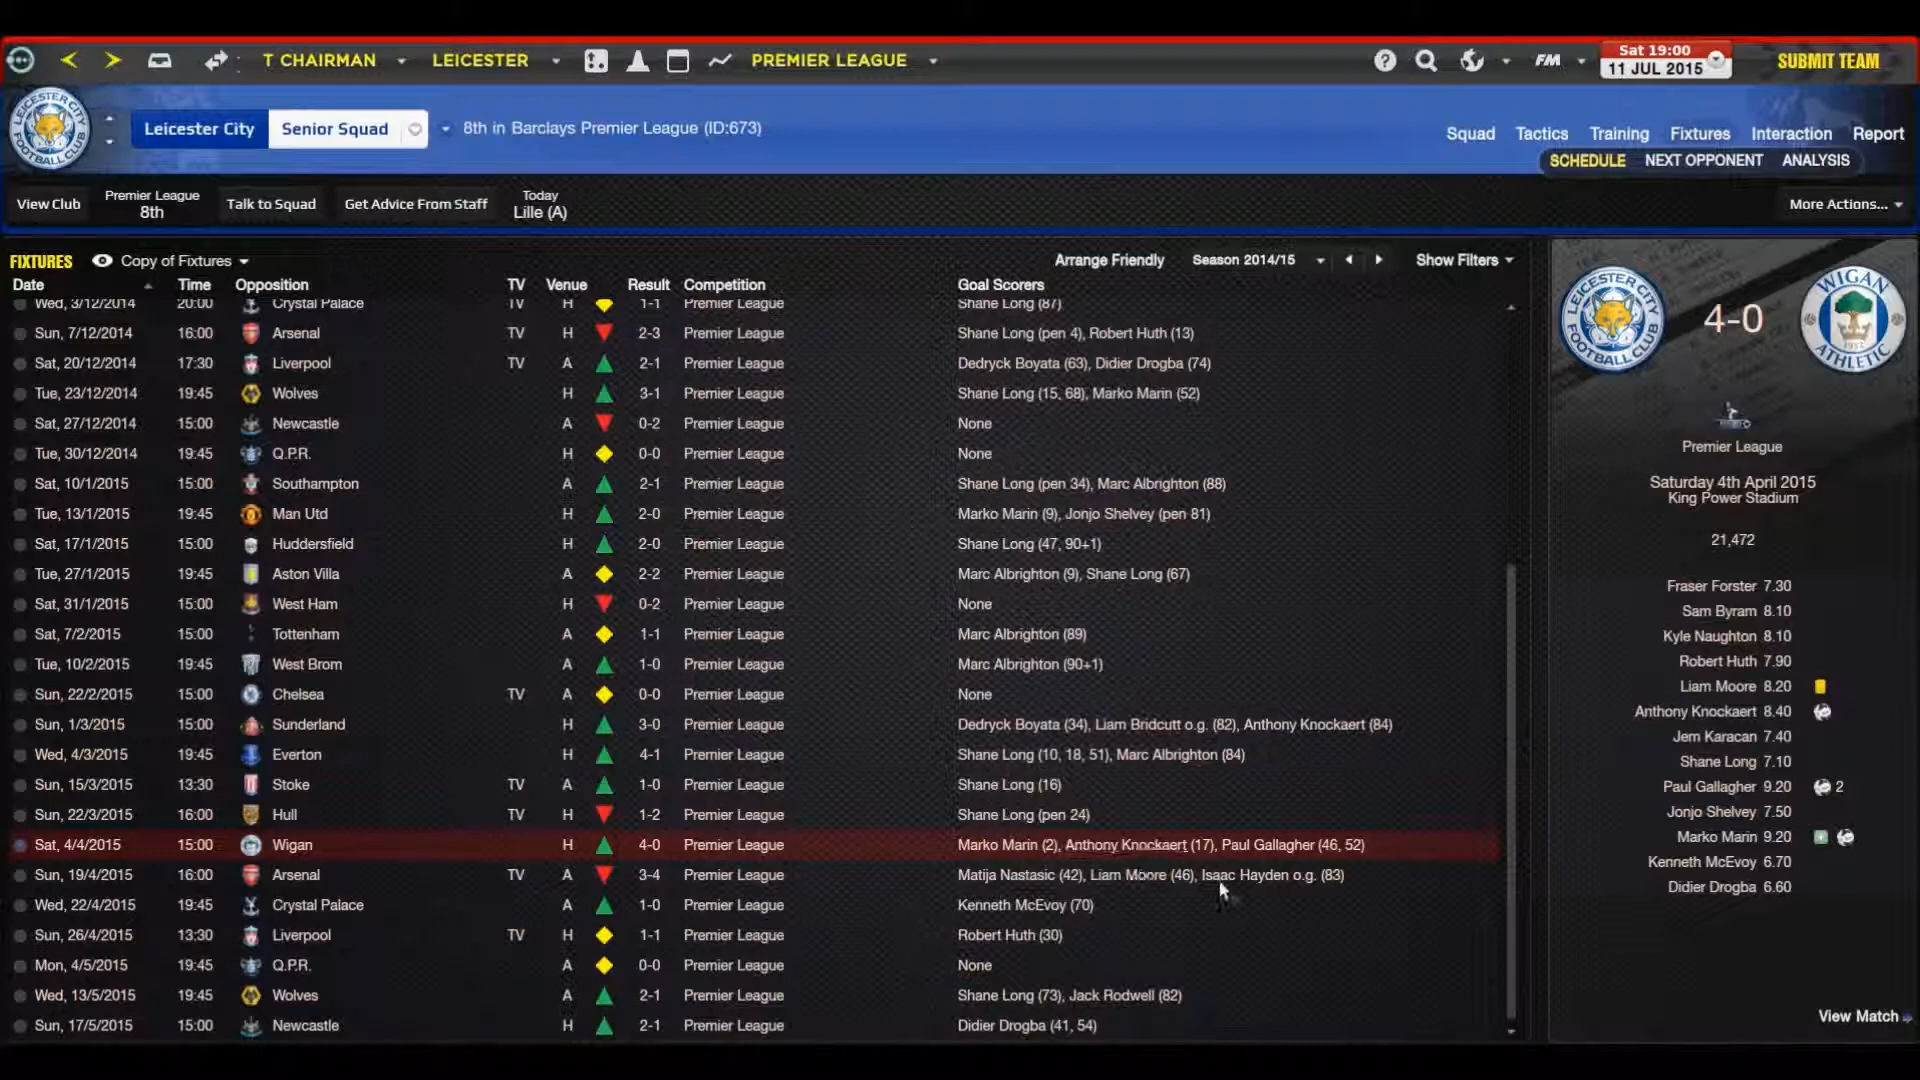 T CHAIRMAN LEICESTER PREMIER LEAGUE FM Sat 19:00 11 JUL 2015 SUBMIT TEAM
Leicester City Senior Squad 8th in Barclays Premier League (ID:673)
Squad Tactics Training Fixtures Interaction Report
SCHEDULE NEXT OPPONENT ANALYSIS
View Club Premier League 8th Talk to Squad Get Advice From Staff Today Lille (A) More Actions...
FIXTURES Copy of Fixtures Arrange Friendly Season 2014/15 Show Filters
Date Time Opposition TV Venue Result Competition Goal Scorers
Wed, 3/12/2014 20:00 Crystal Palace TV H 1-1 Premier League Shane Long (87)
Sun, 7/12/2014 16:00 Arsenal TV H 2-3 Premier League Shane Long (pen 4), Robert Huth (13)
Sat, 20/12/2014 17:30 Liverpool TV A 2-1 Premier League Dedryck Boyata (63), Didier Drogba (74)
Tue, 23/12/2014 19:45 Wolves H 3-1 Premier League Shane Long (15, 68), Marko Marin (52)
Sat, 27/12/2014 15:00 Newcastle A 0-2 Premier League None
Tue, 30/12/2014 19:45 Q.P.R. H 0-0 Premier League None
Sat, 10/1/2015 15:00 Southampton A 2-1 Premier League Shane Long (pen 34), Marc Albrighton (88)
Tue, 13/1/2015 19:45 Man Utd H 2-0 Premier League Marko Marin (9), Jonjo Shelvey (pen 81)
Sat, 17/1/2015 15:00 Huddersfield H 2-0 Premier League Shane Long (47, 90+1)
Tue, 27/1/2015 19:45 Aston Villa A 2-2 Premier League Marc Albrighton (9), Shane Long (67)
Sat, 31/1/2015 15:00 West Ham H 0-2 Premier League None
Sat, 7/2/2015 15:00 Tottenham A 1-1 Premier League Marc Albrighton (89)
Tue, 10/2/2015 19:45 West Brom A 1-0 Premier League Marc Albrighton (90+1)
Sun, 22/2/2015 15:00 Chelsea TV A 0-0 Premier League None
Sun, 1/3/2015 15:00 Sunderland H 3-0 Premier League Dedryck Boyata (34), Liam Bridcutt o.g. (82), Anthony Knockaert (84)
Wed, 4/3/2015 19:45 Everton H 4-1 Premier League Shane Long (10, 18, 51), Marc Albrighton (84)
Sun, 15/3/2015 13:30 Stoke TV A 1-0 Premier League Shane Long (16)
Sun, 22/3/2015 16:00 Hull TV H 1-2 Premier League Shane Long (pen 24)
Sat, 4/4/2015 15:00 Wigan H 4-0 Premier League Marko Marin (2), Anthony Knockaert (17), Paul Gallagher (46, 52)
Sun, 19/4/2015 16:00 Arsenal TV A 3-4 Premier League Matija Nastasic (42), Liam Moore (46), Isaac Hayden o.g. (83)
Wed, 22/4/2015 19:45 Crystal Palace A 1-0 Premier League Kenneth McEvoy (70)
Sun, 26/4/2015 13:30 Liverpool TV H 1-1 Premier League Robert Huth (30)
Mon, 4/5/2015 19:45 Q.P.R. A 0-0 Premier League None
Wed, 13/5/2015 19:45 Wolves A 2-1 Premier League Shane Long (73), Jack Rodwell (82)
Sun, 17/5/2015 15:00 Newcastle H 2-1 Premier League Didier Drogba (41, 54)
LEICESTER CITY FOOTBALL CLUB 4-0 WIGAN ATHLETIC
Premier League
Saturday 4th April 2015
King Power Stadium
21,472
Fraser Forster 7.30
Sam Byram 8.10
Kyle Naughton 8.10
Robert Huth 7.90
Liam Moore 8.20
Anthony Knockaert 8.40
Jem Karacan 7.40
Shane Long 7.10
Paul Gallagher 9.20 2
Jonjo Shelvey 7.50
Marko Marin 9.20
Kenneth McEvoy 6.70
Didier Drogba 6.60
View Match